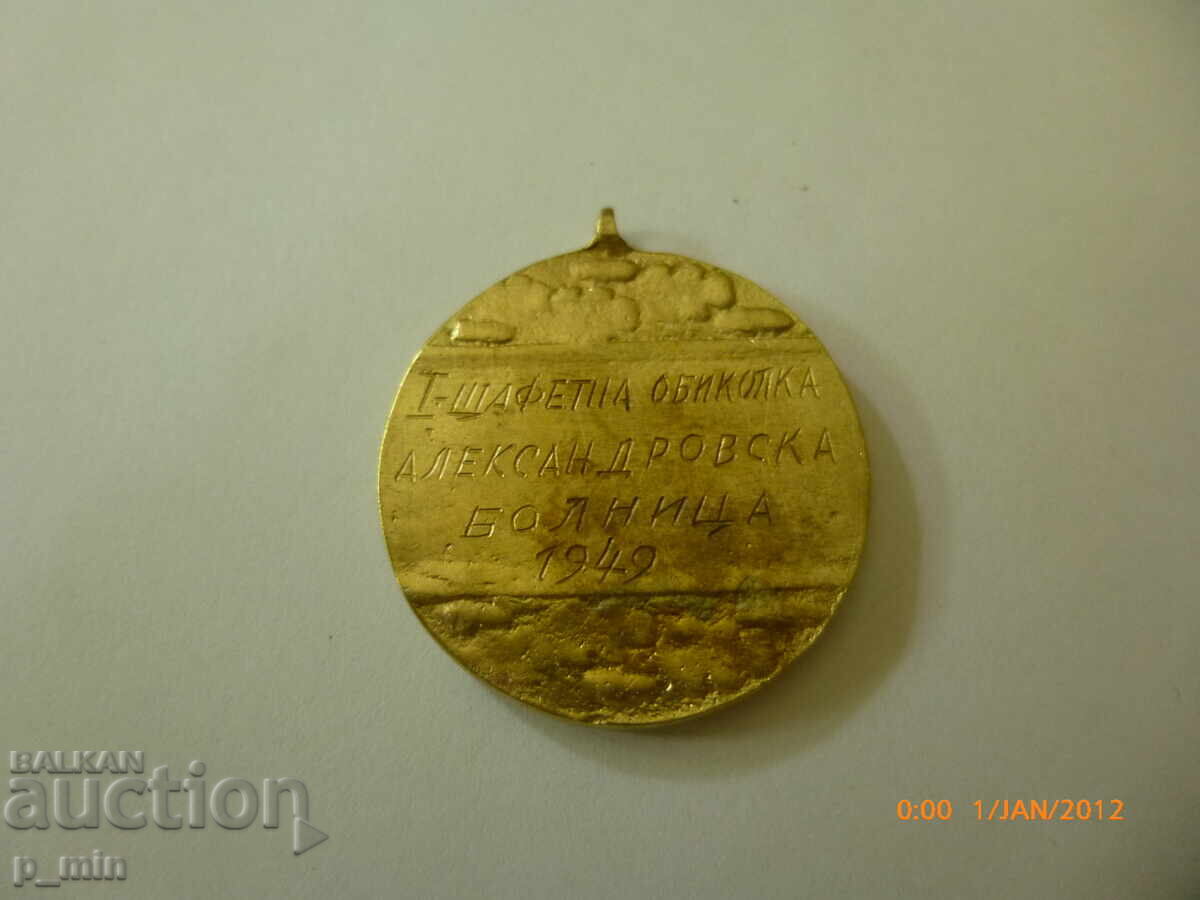 I-ЩАФЕТНА ОБИКОЛКА
АЛЕКСАНДРОВСКА
БОЛНИЦА
1949
BALKAN
auction
p_min
0:00 1/JAN/2012